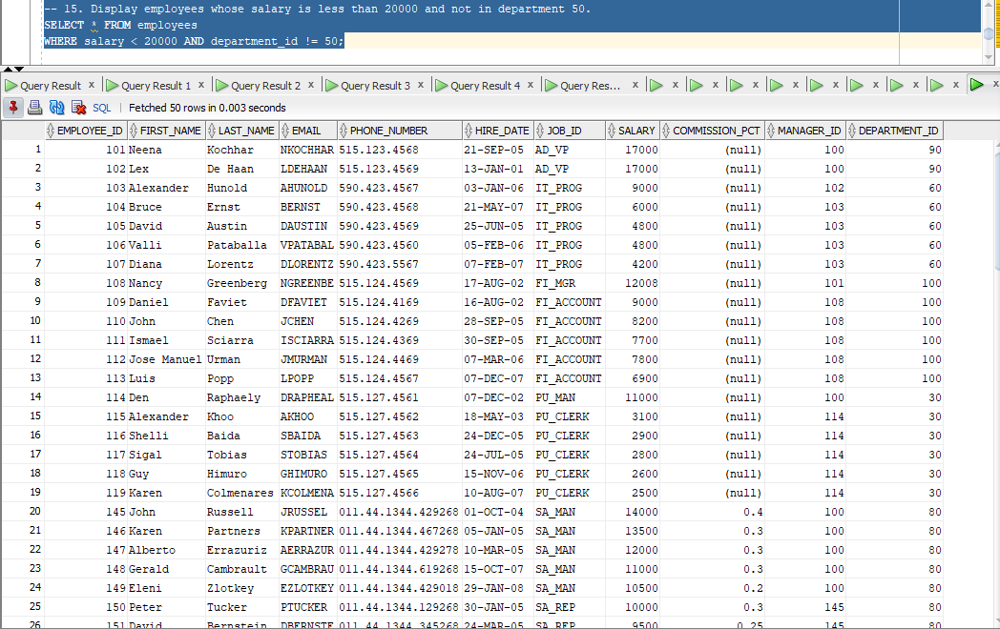 -- 15. Display employees whose salary is less than 20000 and not in department 50.
SELECT * FROM employees
WHERE salary < 20000 AND department_id != 50;
Query Result x Query Result 1 x Query Result 2 x Query Result 3 x Query Result 4 x Query Res... x x x x x x x x x x
SQL | Fetched 50 rows in 0.003 seconds
EMPLOYEE_ID FIRST_NAME LAST_NAME EMAIL PHONE_NUMBER HIRE_DATE JOB_ID SALARY COMMISSION_PCT MANAGER_ID DEPARTMENT_ID
1 101 Neena Kochhar NKOCHHAR 515.123.4568 21-SEP-05 AD_VP 17000 (null) 100 90
2 102 Lex De Haan LDEHAAN 515.123.4569 13-JAN-01 AD_VP 17000 (null) 100 90
3 103 Alexander Hunold AHUNOLD 590.423.4567 03-JAN-06 IT_PROG 9000 (null) 102 60
4 104 Bruce Ernst BERNST 590.423.4568 21-MAY-07 IT_PROG 6000 (null) 103 60
5 105 David Austin DAUSTIN 590.423.4569 25-JUN-05 IT_PROG 4800 (null) 103 60
6 106 Valli Pataballa VPATABAL 590.423.4560 05-FEB-06 IT_PROG 4800 (null) 103 60
7 107 Diana Lorentz DLORENTZ 590.423.5567 07-FEB-07 IT_PROG 4200 (null) 103 60
8 108 Nancy Greenberg NGREENBE 515.124.4569 17-AUG-02 FI_MGR 12008 (null) 101 100
9 109 Daniel Faviet DFAVIET 515.124.4169 16-AUG-02 FI_ACCOUNT 9000 (null) 108 100
10 110 John Chen JCHEN 515.124.4269 28-SEP-05 FI_ACCOUNT 8200 (null) 108 100
11 111 Ismael Sciarra ISCIARRA 515.124.4369 30-SEP-05 FI_ACCOUNT 7700 (null) 108 100
12 112 Jose Manuel Urman JMURMAN 515.124.4469 07-MAR-06 FI_ACCOUNT 7800 (null) 108 100
13 113 Luis Popp LPOPP 515.124.4567 07-DEC-07 FI_ACCOUNT 6900 (null) 108 100
14 114 Den Raphaely DRAPHEAL 515.127.4561 07-DEC-02 PU_MAN 11000 (null) 100 30
15 115 Alexander Khoo AKHOO 515.127.4562 18-MAY-03 PU_CLERK 3100 (null) 114 30
16 116 Shelli Baida SBAIDA 515.127.4563 24-DEC-05 PU_CLERK 2900 (null) 114 30
17 117 Sigal Tobias STOBIAS 515.127.4564 24-JUL-05 PU_CLERK 2800 (null) 114 30
18 118 Guy Himuro GHIMURO 515.127.4565 15-NOV-06 PU_CLERK 2600 (null) 114 30
19 119 Karen Colmenares KCOLMENA 515.127.4566 10-AUG-07 PU_CLERK 2500 (null) 114 30
20 145 John Russell JRUSSEL 011.44.1344.429268 01-OCT-04 SA_MAN 14000 0.4 100 80
21 146 Karen Partners KPARTNER 011.44.1344.467268 05-JAN-05 SA_MAN 13500 0.3 100 80
22 147 Alberto Errazuriz AERRAZUR 011.44.1344.429278 10-MAR-05 SA_MAN 12000 0.3 100 80
23 148 Gerald Cambrault GCAMBRAU 011.44.1344.619268 15-OCT-07 SA_MAN 11000 0.3 100 80
24 149 Eleni Zlotkey EZLOTKEY 011.44.1344.429018 29-JAN-08 SA_MAN 10500 0.2 100 80
25 150 Peter Tucker PTUCKER 011.44.1344.129268 30-JAN-05 SA_REP 10000 0.3 145 80
26 151 David Bernstein DBERNSTE 011.44.1344.345268 24-MAR-05 SA_REP 9500 0.25 145 80